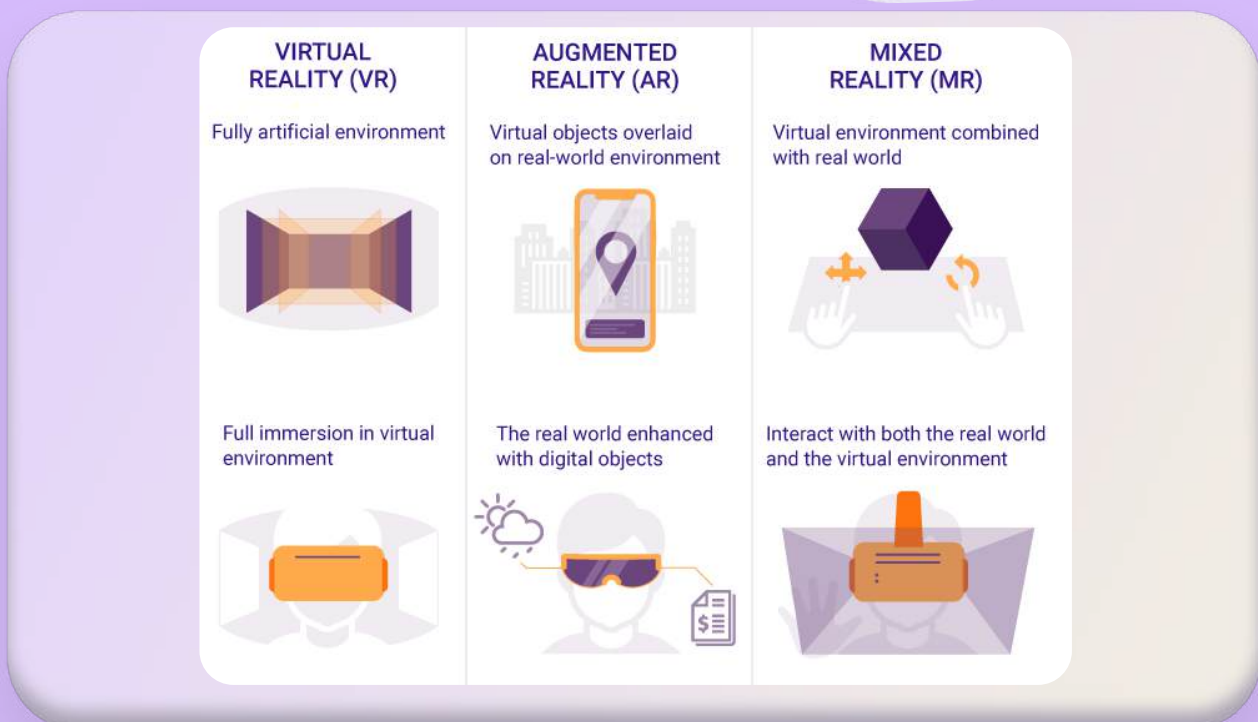 VIRTUAL
REALITY (VR)
Fully artificial environment
Full immersion in virtual
environment
AUGMENTED
REALITY (AR)
Virtual objects overlaid
on real-world environment
The real world enhanced
with digital objects
$
MIXED
REALITY (MR)
Virtual environment combined
with real world
Interact with both the real world
and the virtual environment